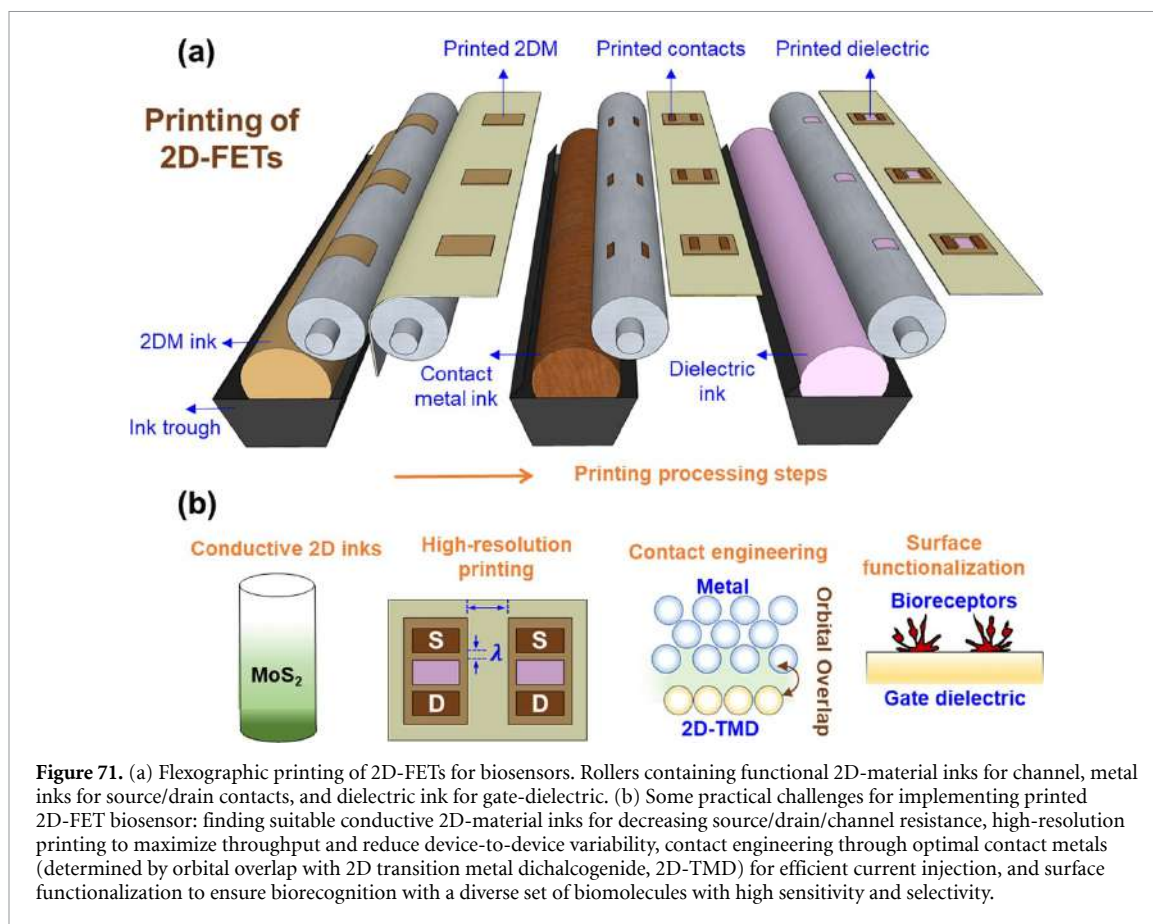 (a)
Printed 2DM
Printed contacts
Printed dielectric
Printing of
2D-FETs
2DM ink
Ink trough
Contact
metal ink
Dielectric
ink
Printing processing steps
(b)
Conductive 2D inks
MoS2
High-resolution
printing
S
S
λ
D
D
Contact engineering
Metal
Orbital Overlap
2D-TMD
Surface
functionalization
Bioreceptors
Gate dielectric
Figure 71. (a) Flexographic printing of 2D-FETs for biosensors. Rollers containing functional 2D-material inks for channel, metal
inks for source/drain contacts, and dielectric ink for gate-dielectric. (b) Some practical challenges for implementing printed
2D-FET biosensor: finding suitable conductive 2D-material inks for decreasing source/drain/channel resistance, high-resolution
printing to maximize throughput and reduce device-to-device variability, contact engineering through optimal contact metals
(determined by orbital overlap with 2D transition metal dichalcogenide, 2D-TMD) for efficient current injection, and surface
functionalization to ensure biorecognition with a diverse set of biomolecules with high sensitivity and selectivity.